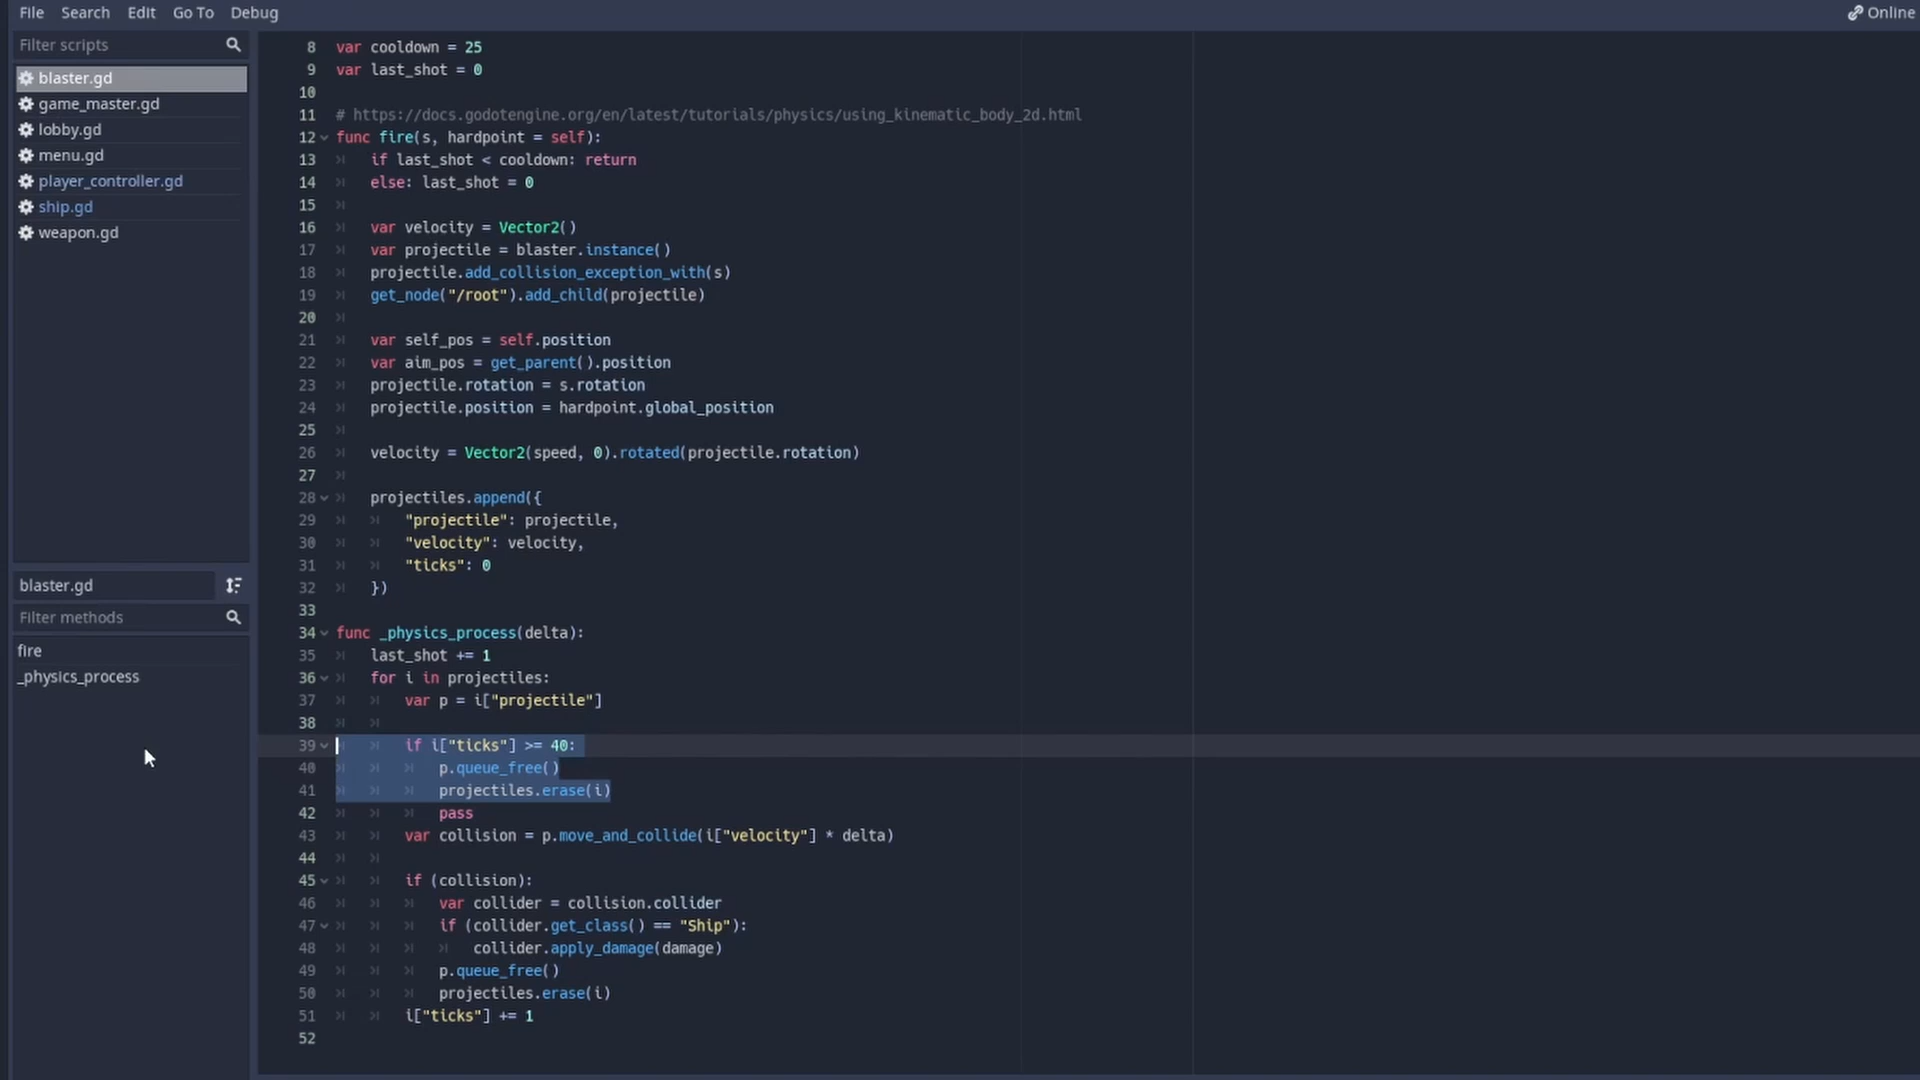 File Search Edit Go To Debug
Online
Filter scripts
blaster.gd
game_master.gd
lobby.gd
menu.gd
player_controller.gd
ship.gd
weapon.gd
blaster.gd
Filter methods
fire
_physics_process
8 var cooldown = 25
9 var last_shot = 0
10
11 # https://docs.godotengine.org/en/latest/tutorials/physics/using_kinematic_body_2d.html
12 func fire(s, hardpoint = self):
13 if last_shot < cooldown: return
14 else: last_shot = 0
15
16 var velocity = Vector2()
17 var projectile = blaster.instance()
18 projectile.add_collision_exception_with(s)
19 get_node("/root").add_child(projectile)
20
21 var self_pos = self.position
22 var aim_pos = get_parent().position
23 projectile.rotation = s.rotation
24 projectile.position = hardpoint.global_position
25
26 velocity = Vector2(speed, 0).rotated(projectile.rotation)
27
28 projectiles.append({
29 "projectile": projectile,
30 "velocity": velocity,
31 "ticks": 0
32 })
33
34 func _physics_process(delta):
35 last_shot += 1
36 for i in projectiles:
37 var p = i["projectile"]
38
39 if i["ticks"] >= 40:
40 p.queue_free()
41 projectiles.erase(i)
42 pass
43 var collision = p.move_and_collide(i["velocity"] * delta)
44
45 if (collision):
46 var collider = collision.collider
47 if (collider.get_class() == "Ship"):
48 collider.apply_damage(damage)
49 p.queue_free()
50 projectiles.erase(i)
51 i["ticks"] += 1
52